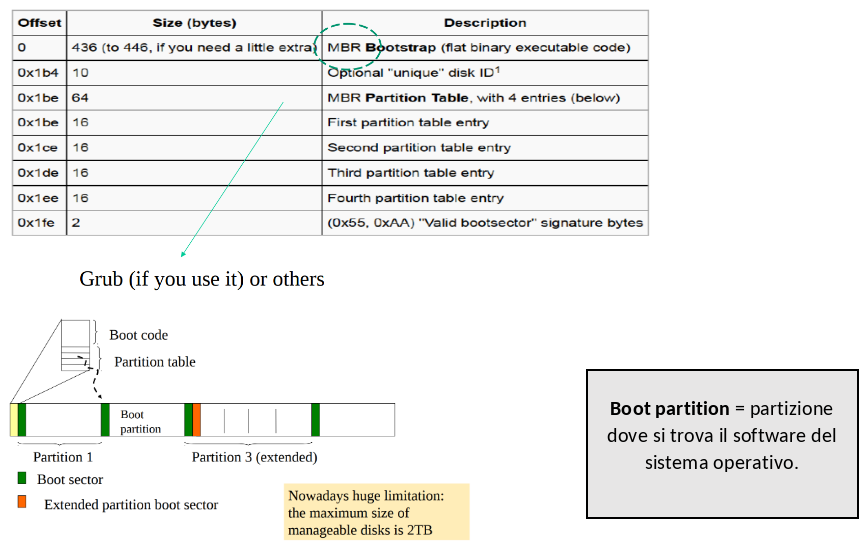 Offset Size (bytes) Description
0 436 (to 446, if you need a little extra) MBR Bootstrap (flat binary executable code)
0x1b4 10 Optional "unique" disk ID¹
0x1be 64 MBR Partition Table, with 4 entries (below)
0x1be 16 First partition table entry
0x1ce 16 Second partition table entry
0x1de 16 Third partition table entry
0x1ee 16 Fourth partition table entry
0x1fe 2 (0x55, 0xAA) "Valid bootsector" signature bytes
Grub (if you use it) or others
Boot code
Partition table
Boot
partition
Partition 1
Partition 3 (extended)
Boot sector
Extended partition boot sector
Nowadays huge limitation:
the maximum size of
manageable disks is 2TB
Boot partition = partizione
dove si trova il software del
sistema operativo.